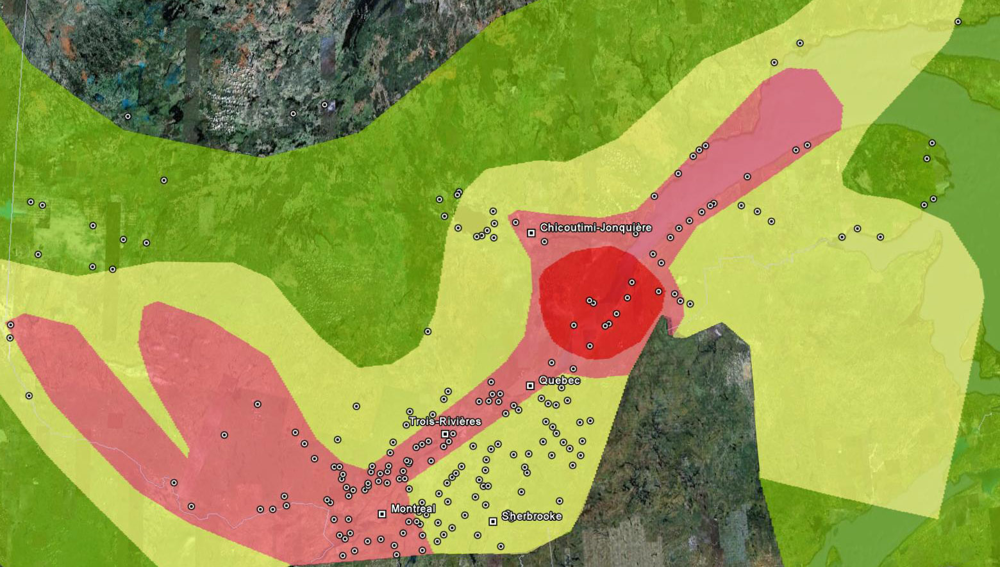 Chicoutimi-Jonquière
Quebec
Trois-Rivières
Montreal
Sherbrooke